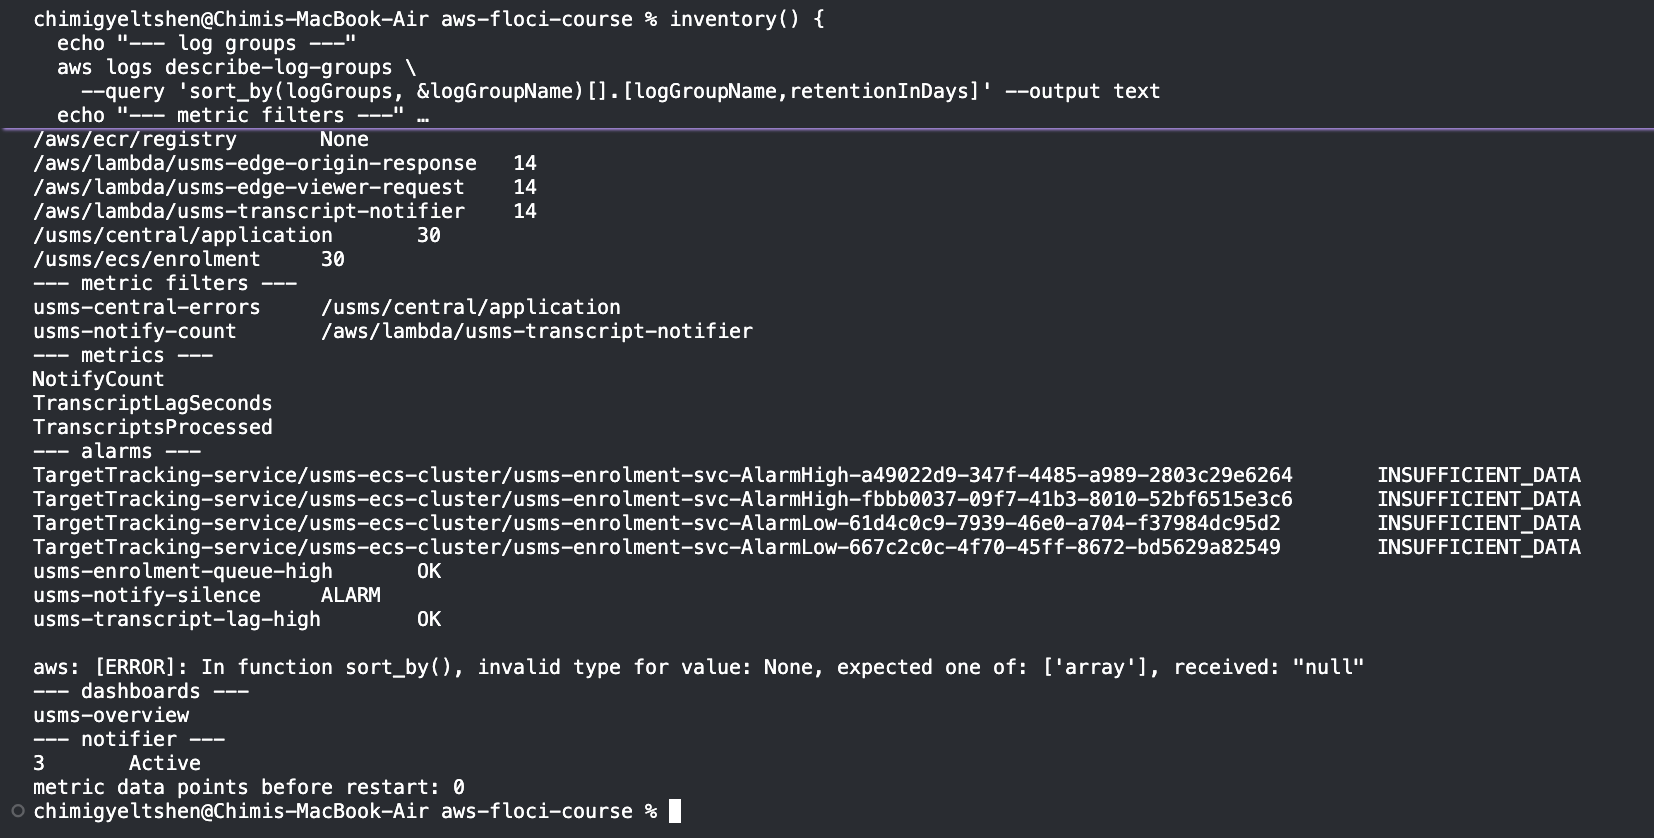 chimigyeltshen@Chimis-MacBook-Air aws-floci-course % inventory() {
  echo "--- log groups ---"
  aws logs describe-log-groups \
    --query 'sort_by(logGroups, &logGroupName)[].[logGroupName,retentionInDays]' --output text
  echo "--- metric filters ---" …
/aws/ecr/registry       None
/aws/lambda/usms-edge-origin-response   14
/aws/lambda/usms-edge-viewer-request    14
/aws/lambda/usms-transcript-notifier    14
/usms/central/application       30
/usms/ecs/enrolment     30
--- metric filters ---
usms-central-errors     /usms/central/application
usms-notify-count       /aws/lambda/usms-transcript-notifier
--- metrics ---
NotifyCount
TranscriptLagSeconds
TranscriptsProcessed
--- alarms ---
TargetTracking-service/usms-ecs-cluster/usms-enrolment-svc-AlarmHigh-a49022d9-347f-4485-a989-2803c29e6264       INSUFFICIENT_DATA
TargetTracking-service/usms-ecs-cluster/usms-enrolment-svc-AlarmHigh-fbbb0037-09f7-41b3-8010-52bf6515e3c6       INSUFFICIENT_DATA
TargetTracking-service/usms-ecs-cluster/usms-enrolment-svc-AlarmLow-61d4c0c9-7939-46e0-a704-f37984dc95d2        INSUFFICIENT_DATA
TargetTracking-service/usms-ecs-cluster/usms-enrolment-svc-AlarmLow-667c2c0c-4f70-45ff-8672-bd5629a82549        INSUFFICIENT_DATA
usms-enrolment-queue-high       OK
usms-notify-silence     ALARM
usms-transcript-lag-high        OK

aws: [ERROR]: In function sort_by(), invalid type for value: None, expected one of: ['array'], received: "null"
--- dashboards ---
usms-overview
--- notifier ---
3       Active
metric data points before restart: 0
chimigyeltshen@Chimis-MacBook-Air aws-floci-course %